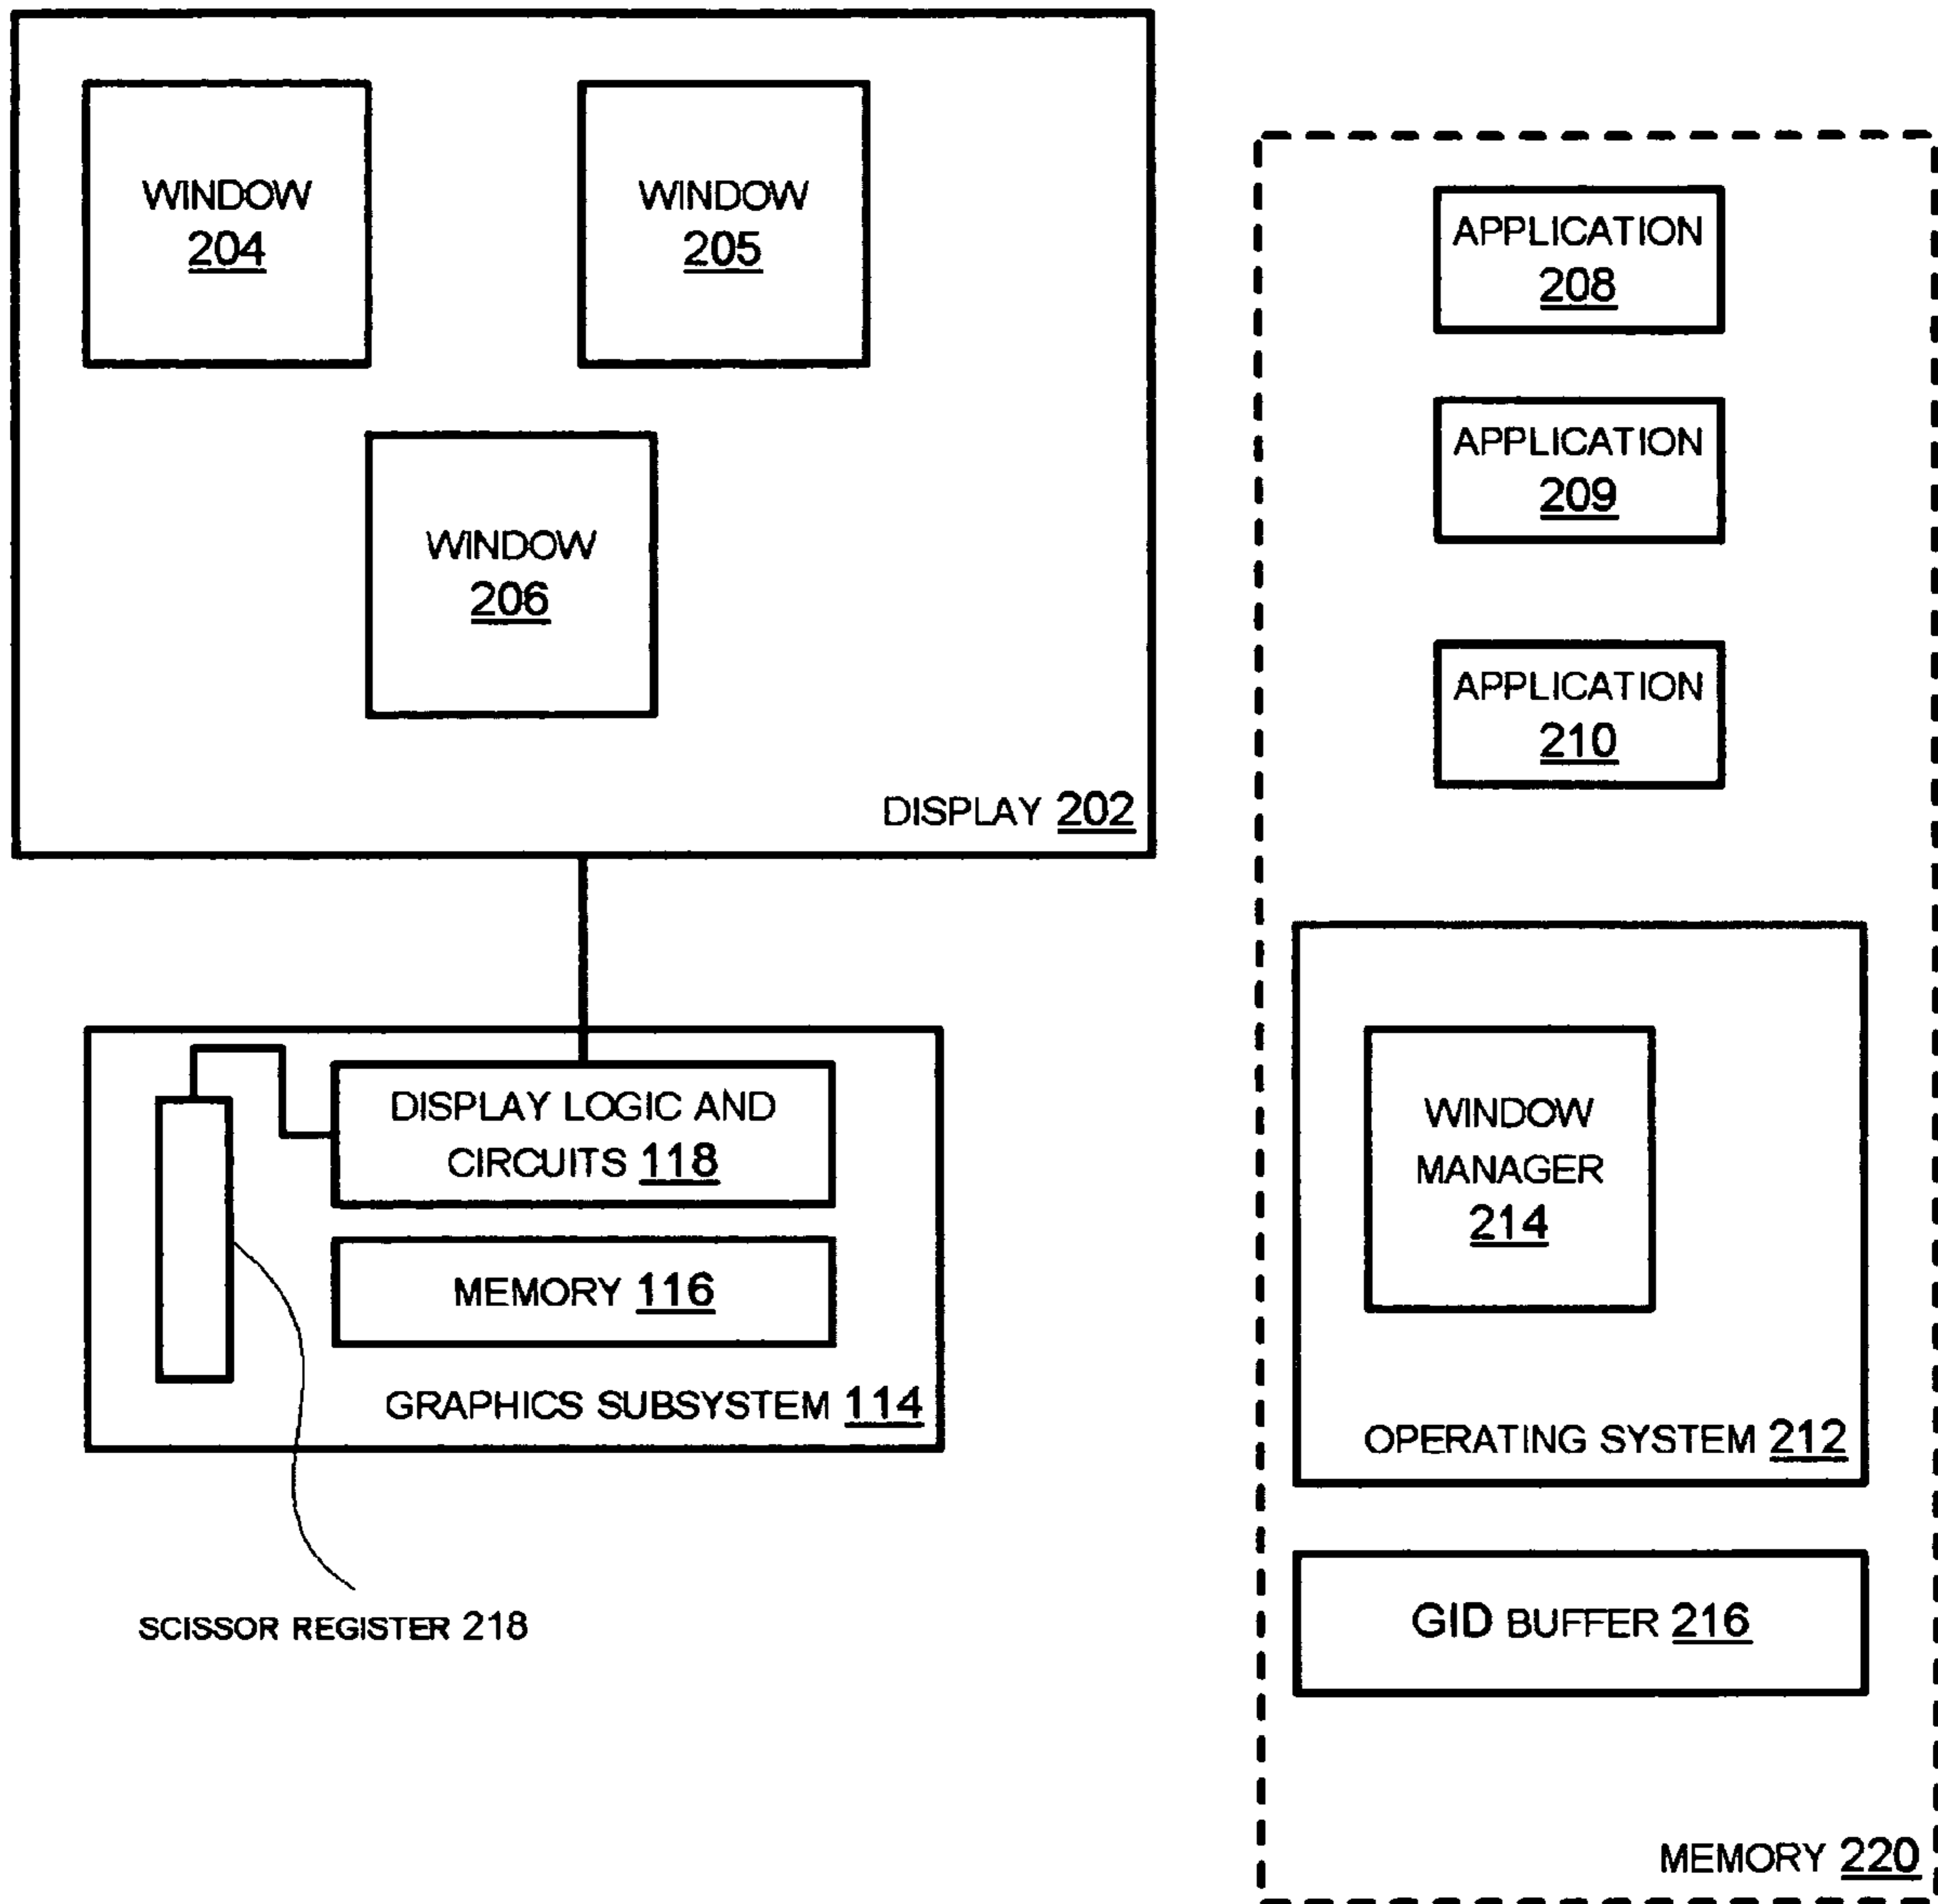 WINDOW
204
WINDOW
205
WINDOW
206
DISPLAY 202
DISPLAY LOGIC AND
CIRCUITS 118
MEMORY 116
GRAPHICS SUBSYSTEM 114
SCISSOR REGISTER 218
APPLICATION
208
APPLICATION
209
APPLICATION
210
WINDOW
MANAGER
214
OPERATING SYSTEM 212
GID BUFFER 216
MEMORY 220